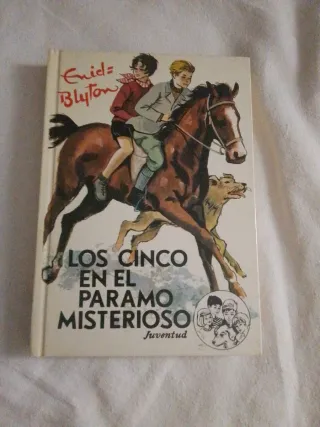 Enid
Blyton
LOS CINCO
EN EL
PARAMO
MISTERIOSO
Juventud